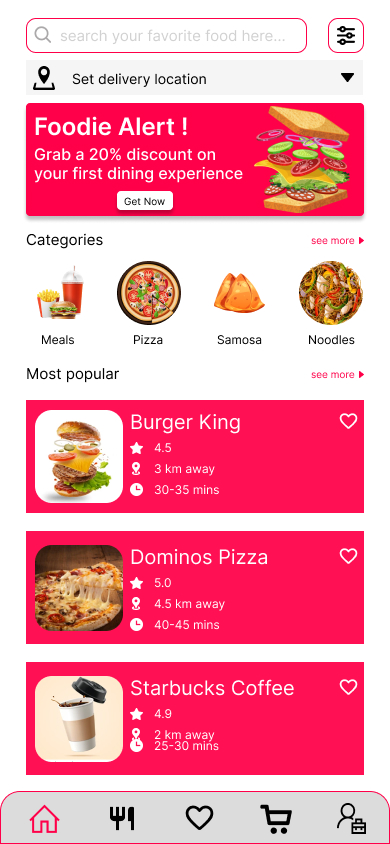 search your favorite food here...
Set delivery location
Foodie Alert !
Grab a 20% discount on
your first dining experience
Get Now
Categories
see more
Meals
Pizza
Samosa
Noodles
Most popular
see more
Burger King
4.5
3 km away
30-35 mins
Dominos Pizza
5.0
4.5 km away
40-45 mins
Starbucks Coffee
4.9
2 km away
25-30 mins